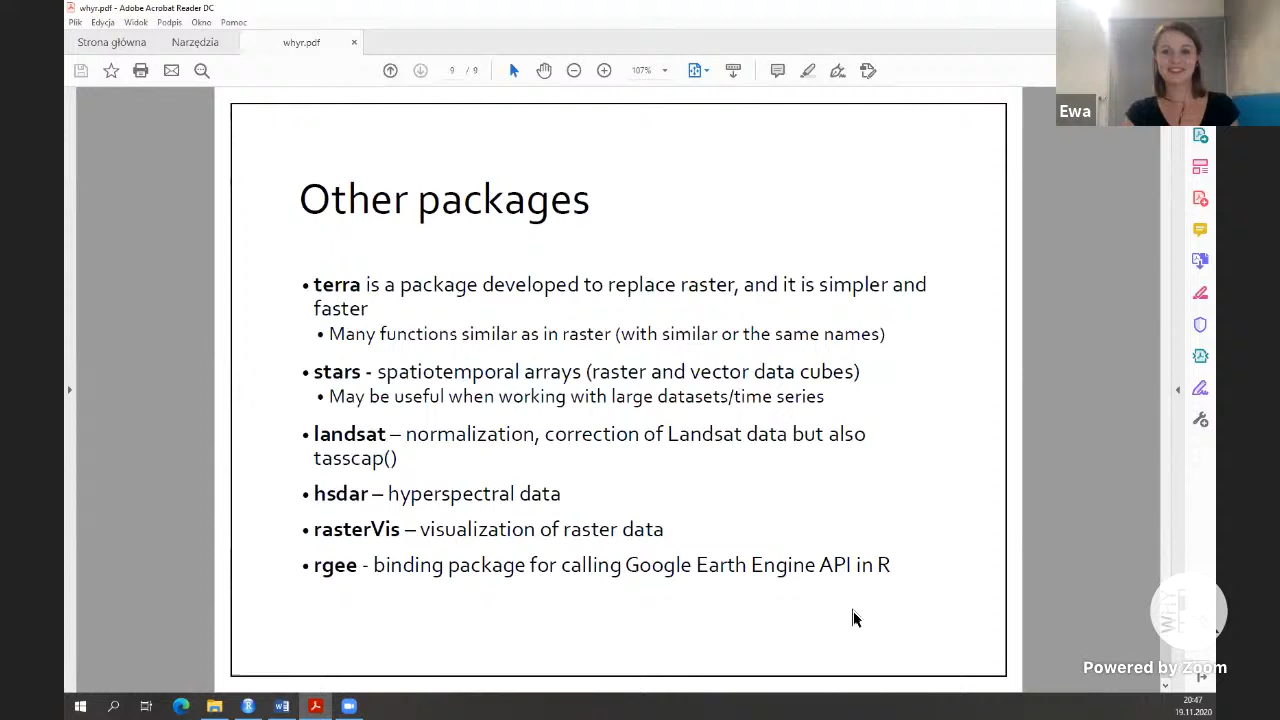 whyr.pdf - Adobe Acrobat Reader DC
Plik Edycja Widok Podpis Okno Pomoc
Strona główna Narzędzia whyr.pdf ×
9 / 9 107%
Ewa
Other packages
• terra is a package developed to replace raster, and it is simpler and
faster
• Many functions similar as in raster (with similar or the same names)
• stars - spatiotemporal arrays (raster and vector data cubes)
• May be useful when working with large datasets/time series
• landsat – normalization, correction of Landsat data but also
tasscap()
• hsdar – hyperspectral data
• rasterVis – visualization of raster data
• rgee - binding package for calling Google Earth Engine API in R
WHY
Powered by Zoom
20:47
19.11.2020